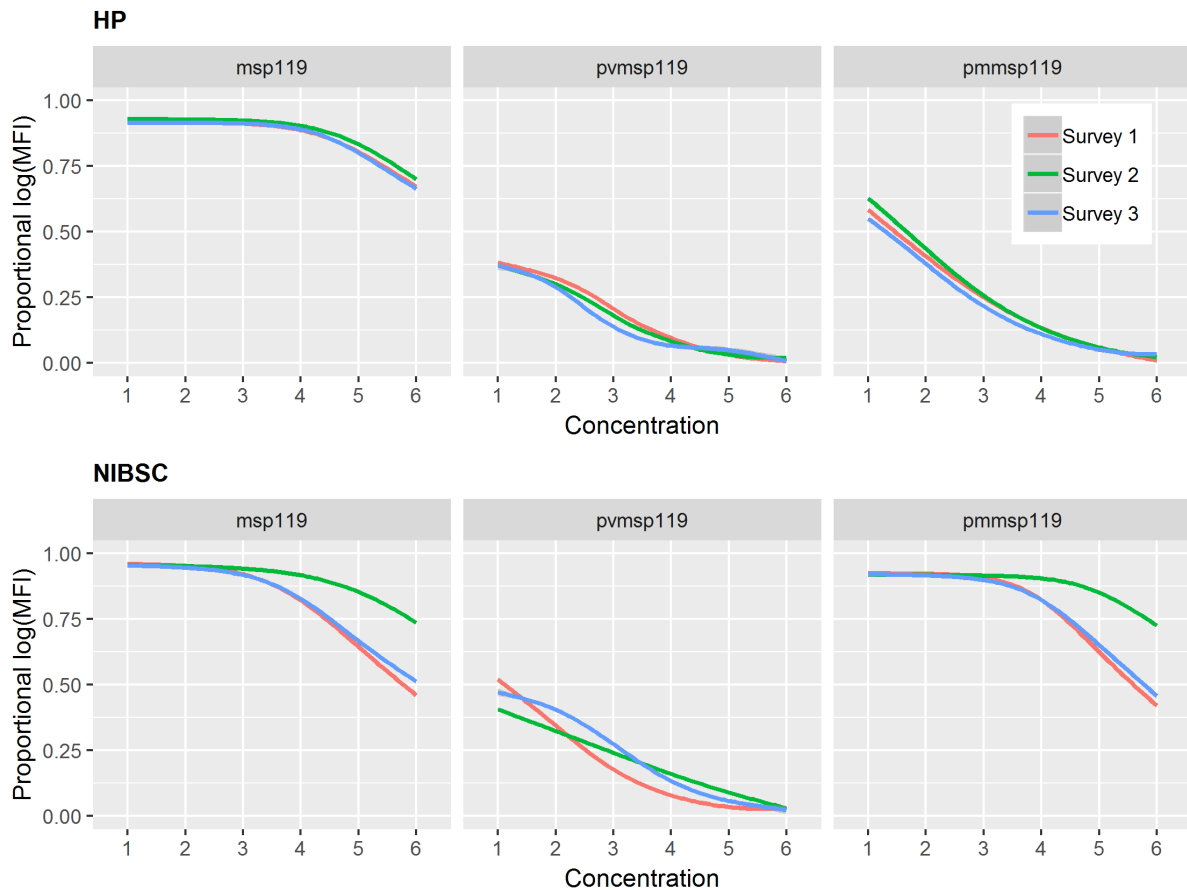 HP
msp119 pvmsp119 pmmsp119
Proportional log(MFI)
1.00
0.75
0.50
0.25
0.00
Survey 1
Survey 2
Survey 3
1 2 3 4 5 6 1 2 3 4 5 6 1 2 3 4 5 6
Concentration
NIBSC
msp119 pvmsp119 pmmsp119
Proportional log(MFI)
1.00
0.75
0.50
0.25
0.00
1 2 3 4 5 6 1 2 3 4 5 6 1 2 3 4 5 6
Concentration